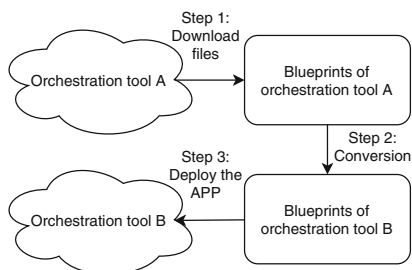 Step 1:
Download
files
Orchestration tool A
Blueprints of
orchestration tool A
Step 2:
Conversion
Step 3:
Deploy the
APP
Orchestration tool B
Blueprints of
orchestration tool B